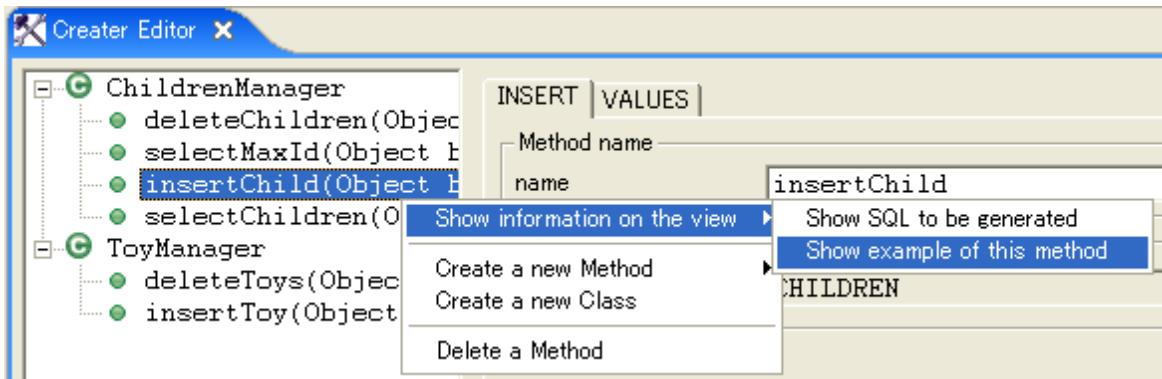 Creater Editor
ChildrenManager
deleteChildren(Objec
selectMaxId(Object b
insertChild(Object b
selectChildren(O
ToyManager
deleteToys(Objec
insertToy(Object
INSERT
VALUES
Method name
name
insertChild
CHILDREN
Show information on the view
Create a new Method
Create a new Class
Delete a Method
Show SQL to be generated
Show example of this method